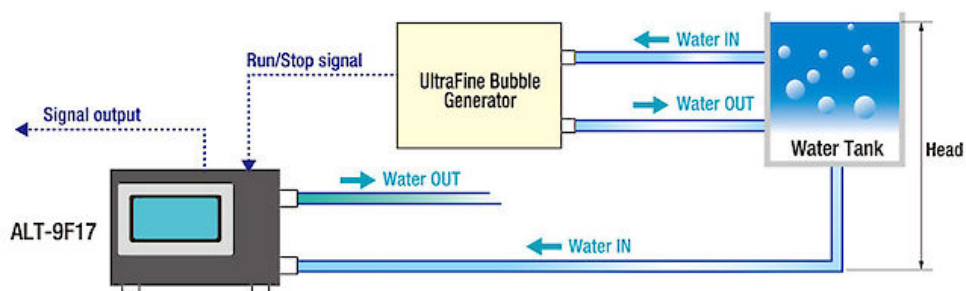 Water IN
Run/Stop signal
UltraFine Bubble
Generator
Water OUT
Signal output
Water Tank
Head
Water OUT
ALT-9F17
Water IN